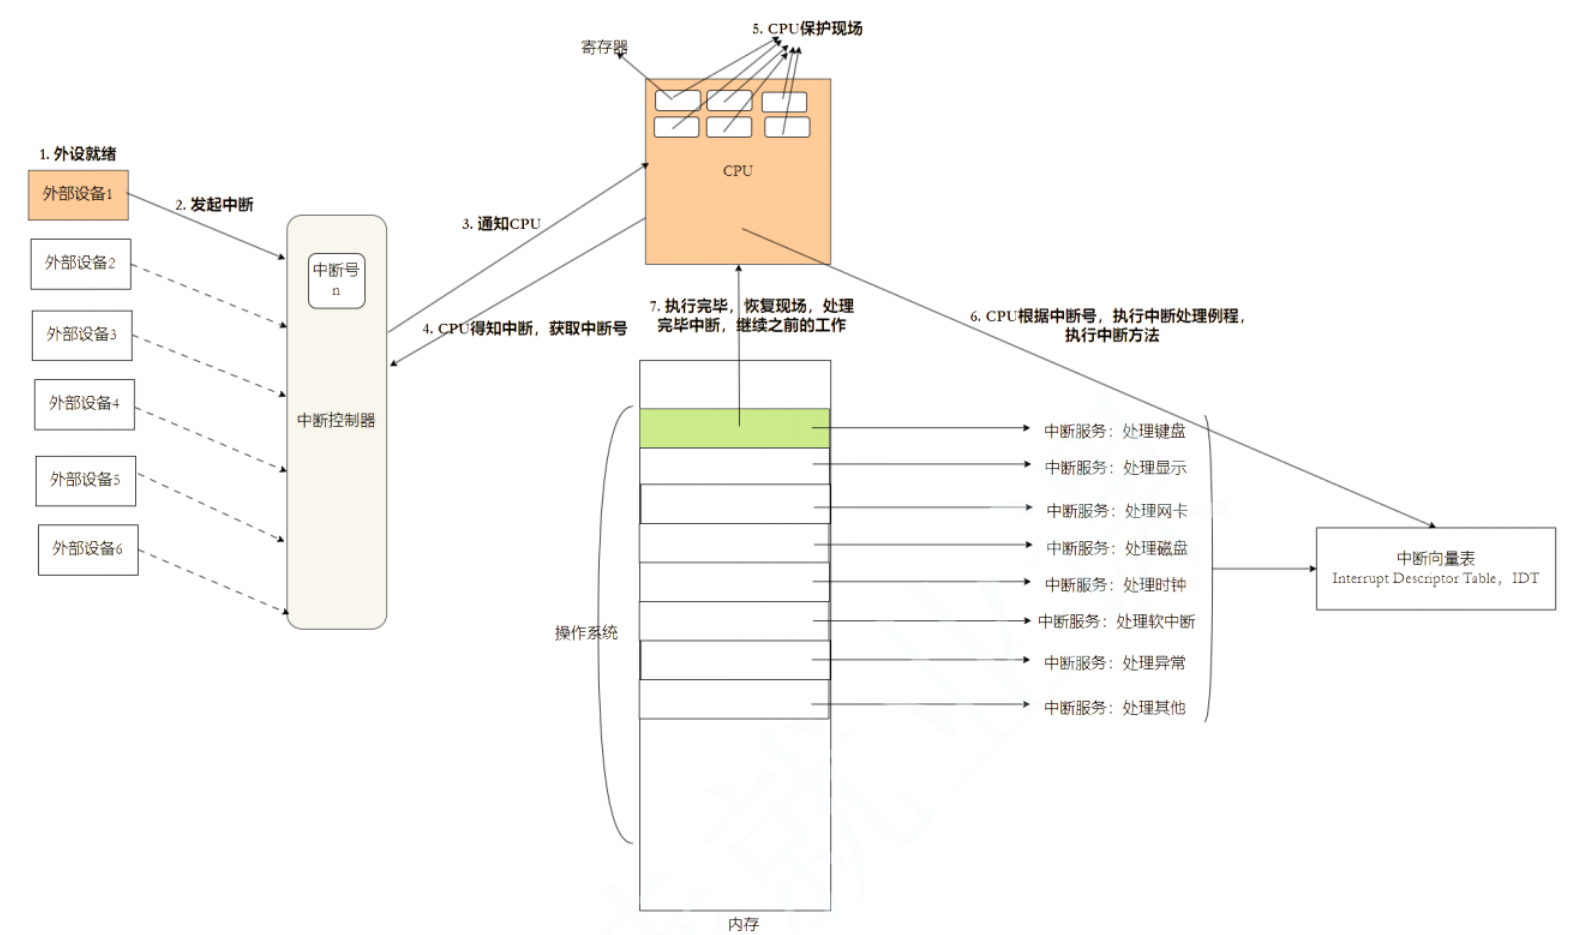 5. CPU保护现场
寄存器
CPU
1. 外设就绪
外部设备1
2. 发起中断
3. 通知CPU
外部设备2
中断号
n
外部设备3
4. CPU得知中断，获取中断号
7. 执行完毕，恢复现场，处理
完毕中断，继续之前的工作
6. CPU根据中断号，执行中断处理例程，
执行中断方法
外部设备4
中断控制器
外部设备5
外部设备6
操作系统
中断服务：处理键盘
中断服务：处理显示
中断服务：处理网卡
中断服务：处理磁盘
中断服务：处理时钟
中断服务：处理软中断
中断服务：处理异常
中断服务：处理其他
中断向量表
Interrupt Descriptor Table，IDT
内存